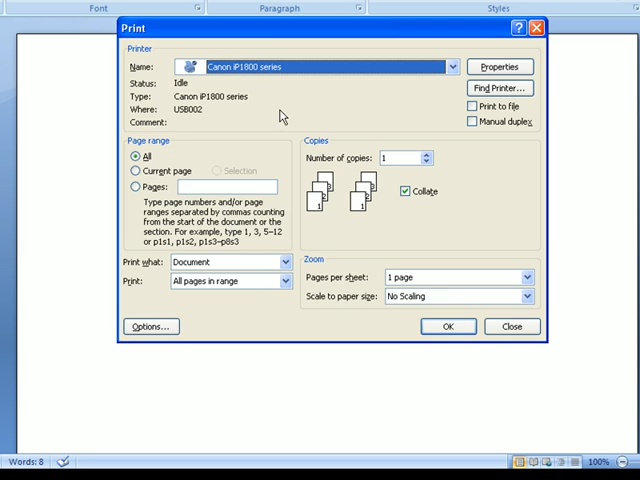 Font Paragraph Styles
Print
Printer
Name: Canon iP1800 series Properties
Status: Idle
Find Printer...
Type: Canon iP1800 series
Where: USB002
Print to file
Comment:
Manual duplex
Page range
All
Current page Selection
Pages:
Type page numbers and/or page
ranges separated by commas counting
from the start of the document or the
section. For example, type 1, 3, 5–12
or p1s1, p1s2, p1s3–p8s3
Copies
Number of copies: 1
Collate
Print what: Document
Print: All pages in range
Zoom
Pages per sheet: 1 page
Scale to paper size: No Scaling
Options... OK Close
Words: 8 100%